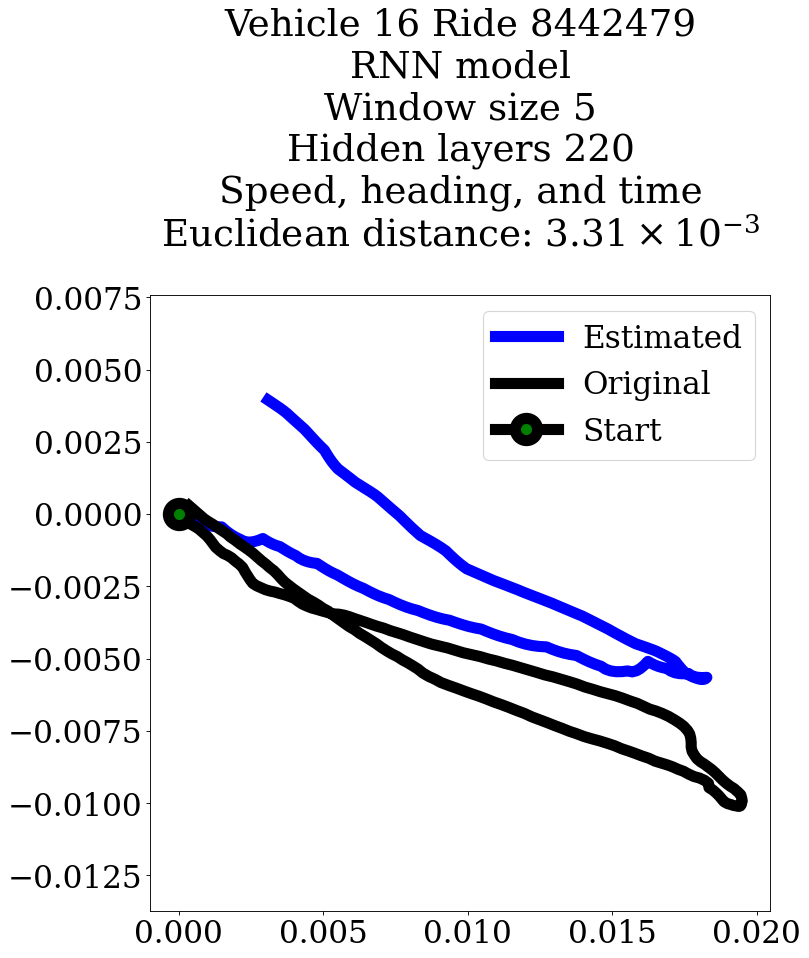 Vehicle 16 Ride 8442479
RNN model
Window size 5
Hidden layers 220
Speed, heading, and time
Euclidean distance: 3.31 × 10⁻³
0.0075
0.0050
0.0025
0.0000
−0.0025
−0.0050
−0.0075
−0.0100
−0.0125
Estimated
Original
Start
0.000 0.005 0.010 0.015 0.020